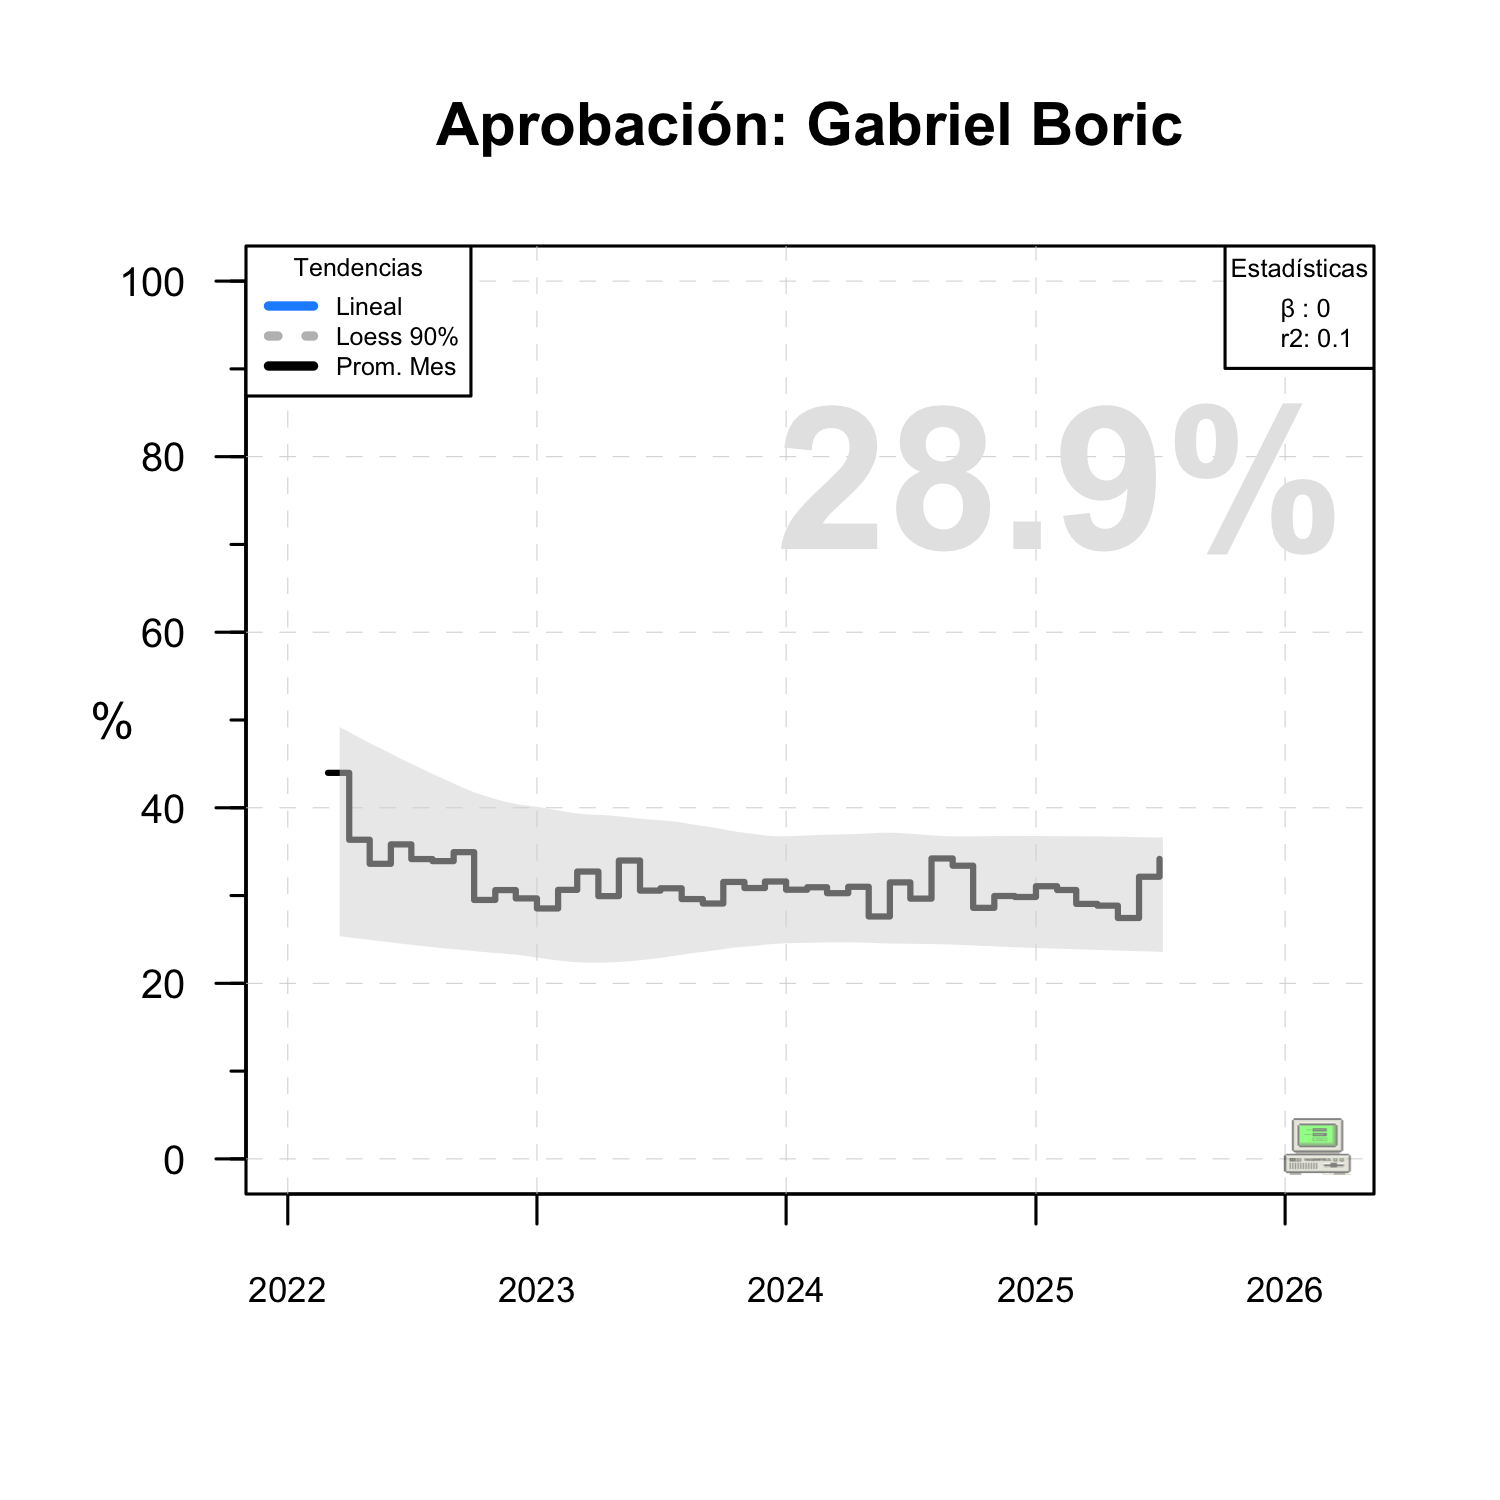 Aprobación: Gabriel Boric
Tendencias
Lineal
Loess 90%
Prom. Mes
Estadísticas
β : 0
r2: 0.1
28.9%
%
100
80
60
40
20
0
2022
2023
2024
2025
2026